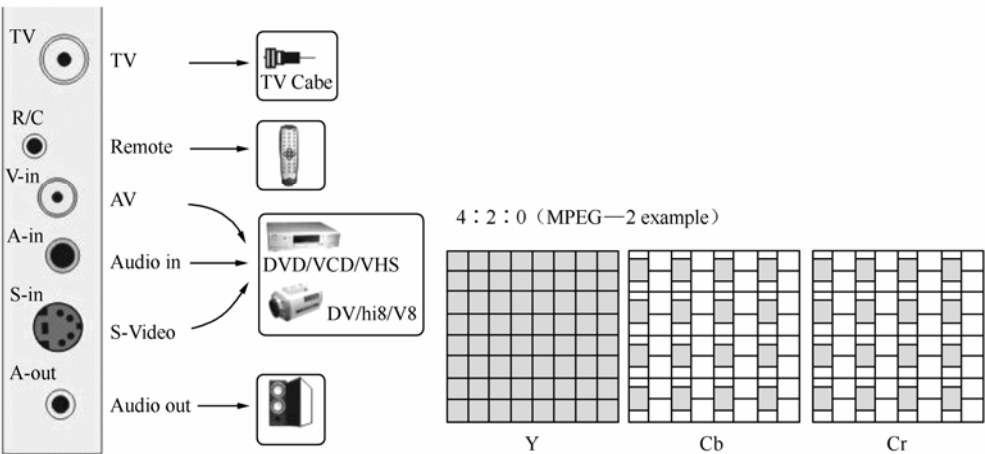 TV
R/C
V-in
A-in
S-in
A-out
TV
Remote
AV
Audio in
S-Video
Audio out
TV Cabe
DVD/VCD/VHS
DV/hi8/V8
4：2：0（MPEG—2 example）
Y
Cb
Cr